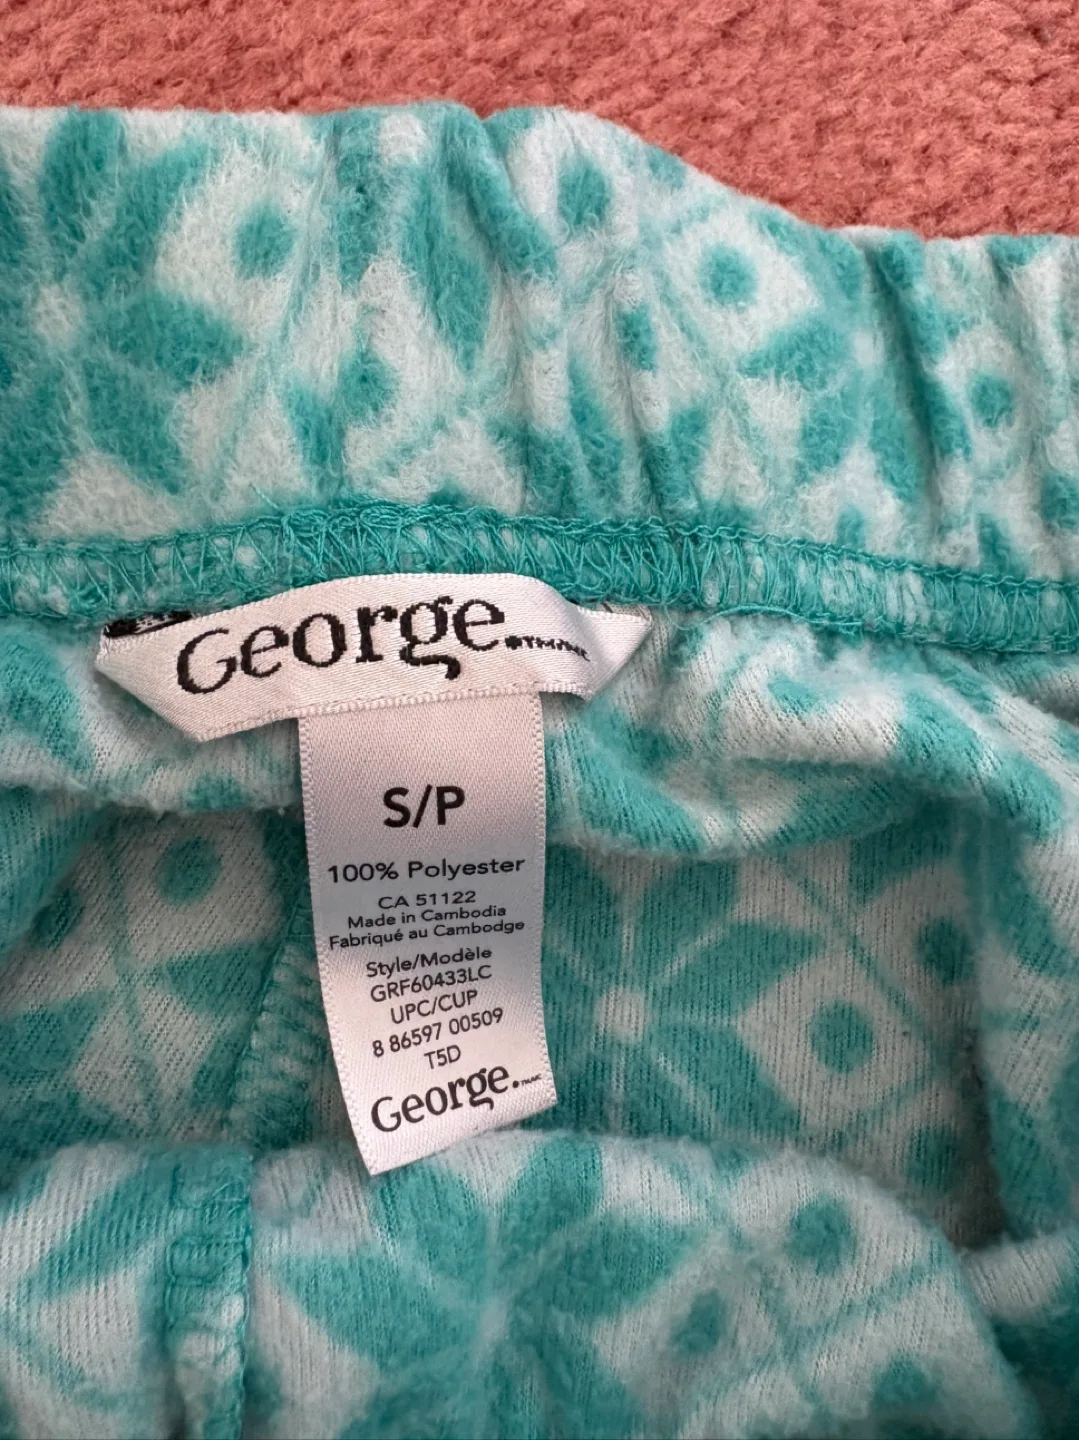 George.
S/P
100% Polyester
CA 51122
Made in Cambodia
Fabriqué au Cambodge
Style/Modèle
GRF60433LC
UPC/CUP
8 86597 00509
T5D
George.